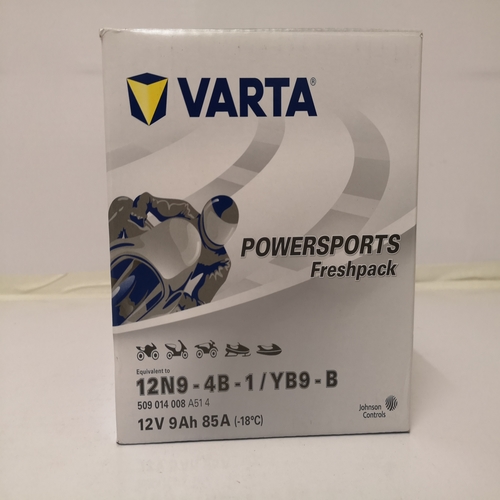 VARTA®
POWERSPORTS
Freshpack
Equivalent to
12N9 - 4B - 1 / YB9 - B
509 014 008 A51 4
12V 9Ah 85A (-18°C)
Johnson
Controls